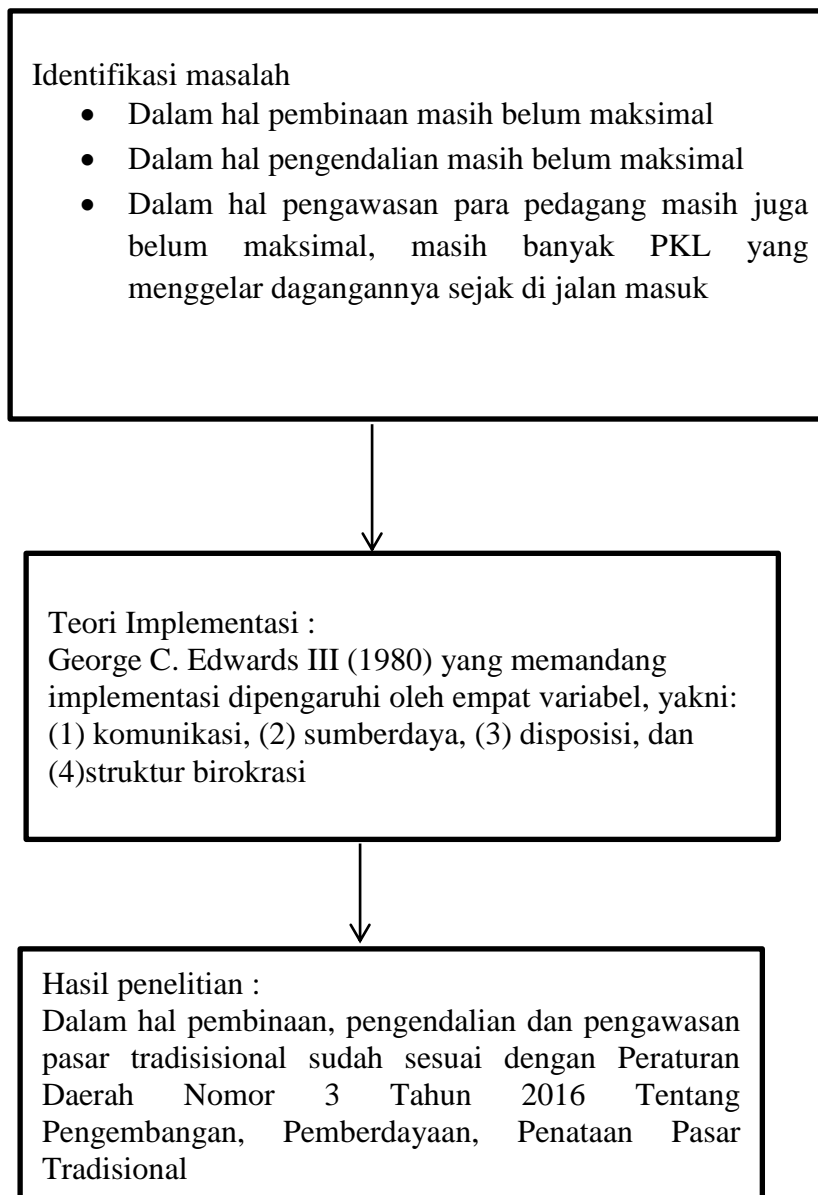 Identifikasi masalah
• Dalam hal pembinaan masih belum maksimal
• Dalam hal pengendalian masih belum maksimal
• Dalam hal pengawasan para pedagang masih juga
belum maksimal, masih banyak PKL yang
menggelar dagangannya sejak di jalan masuk
Teori Implementasi :
George C. Edwards III (1980) yang memandang
implementasi dipengaruhi oleh empat variabel, yakni:
(1) komunikasi, (2) sumberdaya, (3) disposisi, dan
(4)struktur birokrasi
Hasil penelitian :
Dalam hal pembinaan, pengendalian dan pengawasan
pasar tradisisional sudah sesuai dengan Peraturan
Daerah Nomor 3 Tahun 2016 Tentang
Pengembangan, Pemberdayaan, Penataan Pasar
Tradisional